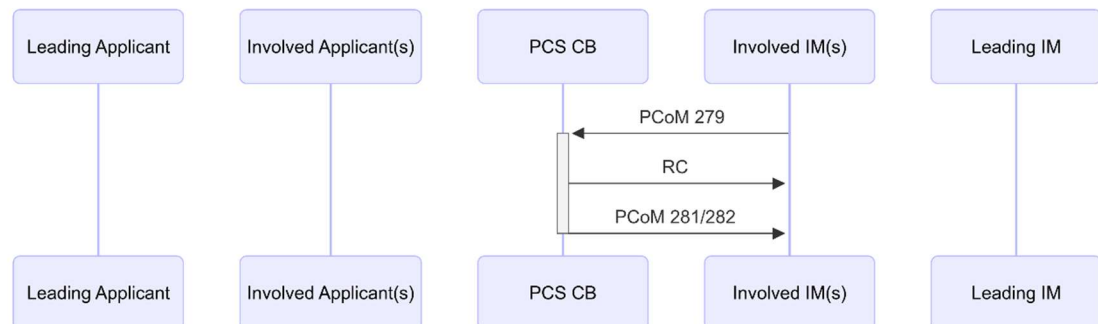 Leading Applicant
Involved Applicant(s)
PCS CB
Involved IM(s)
Leading IM
PCoM 279
RC
PCoM 281/282
Leading Applicant
Involved Applicant(s)
PCS CB
Involved IM(s)
Leading IM